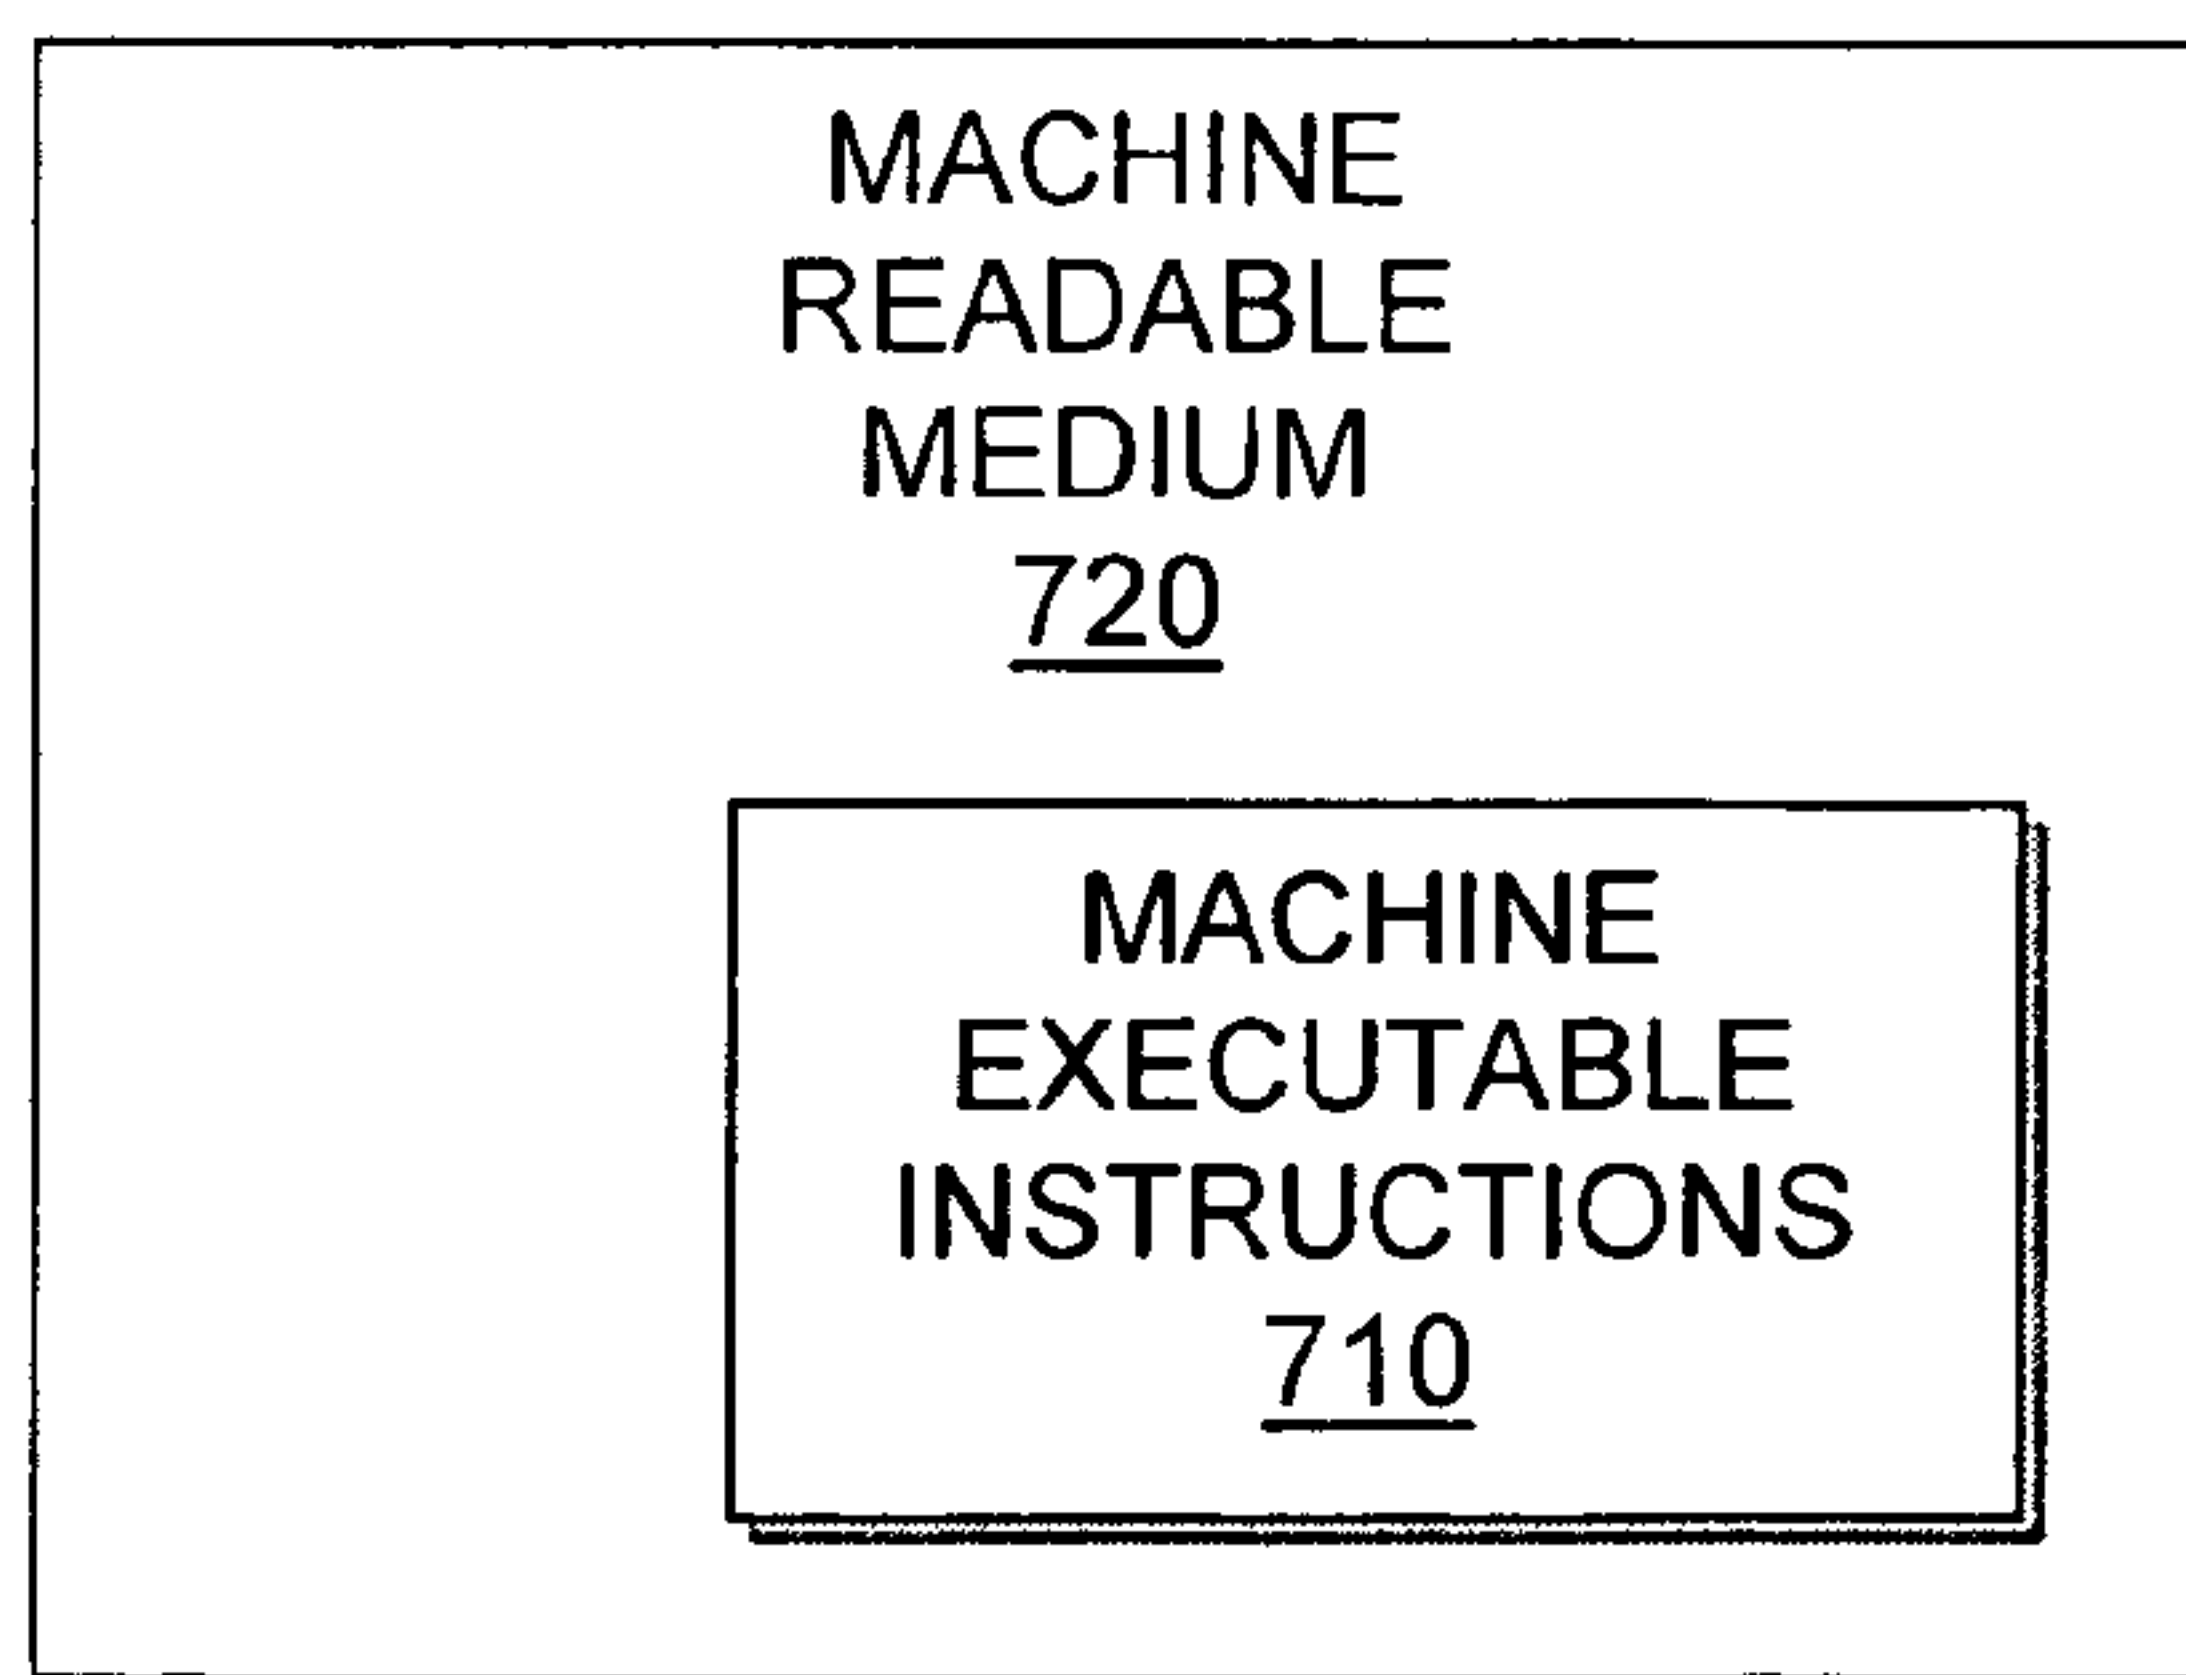 MACHINE
READABLE
MEDIUM
720
MACHINE
EXECUTABLE
INSTRUCTIONS
710